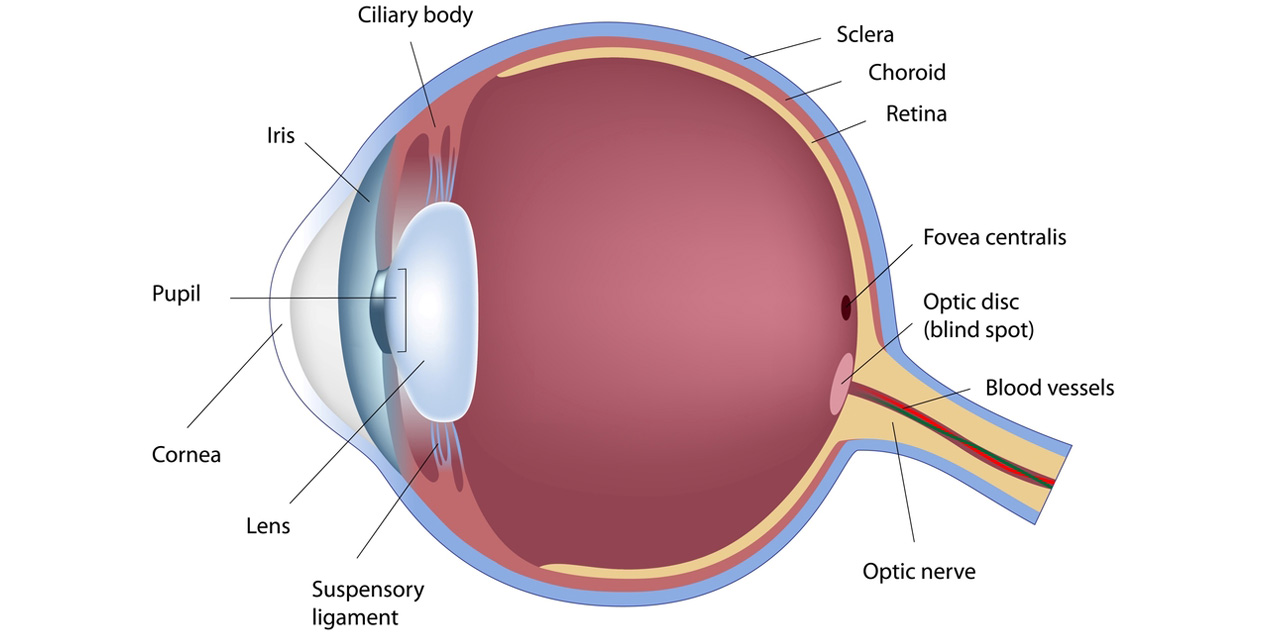 Ciliary body
Sclera
Choroid
Retina
Iris
Fovea centralis
Pupil
Optic disc
(blind spot)
Blood vessels
Cornea
Lens
Optic nerve
Suspensory
ligament